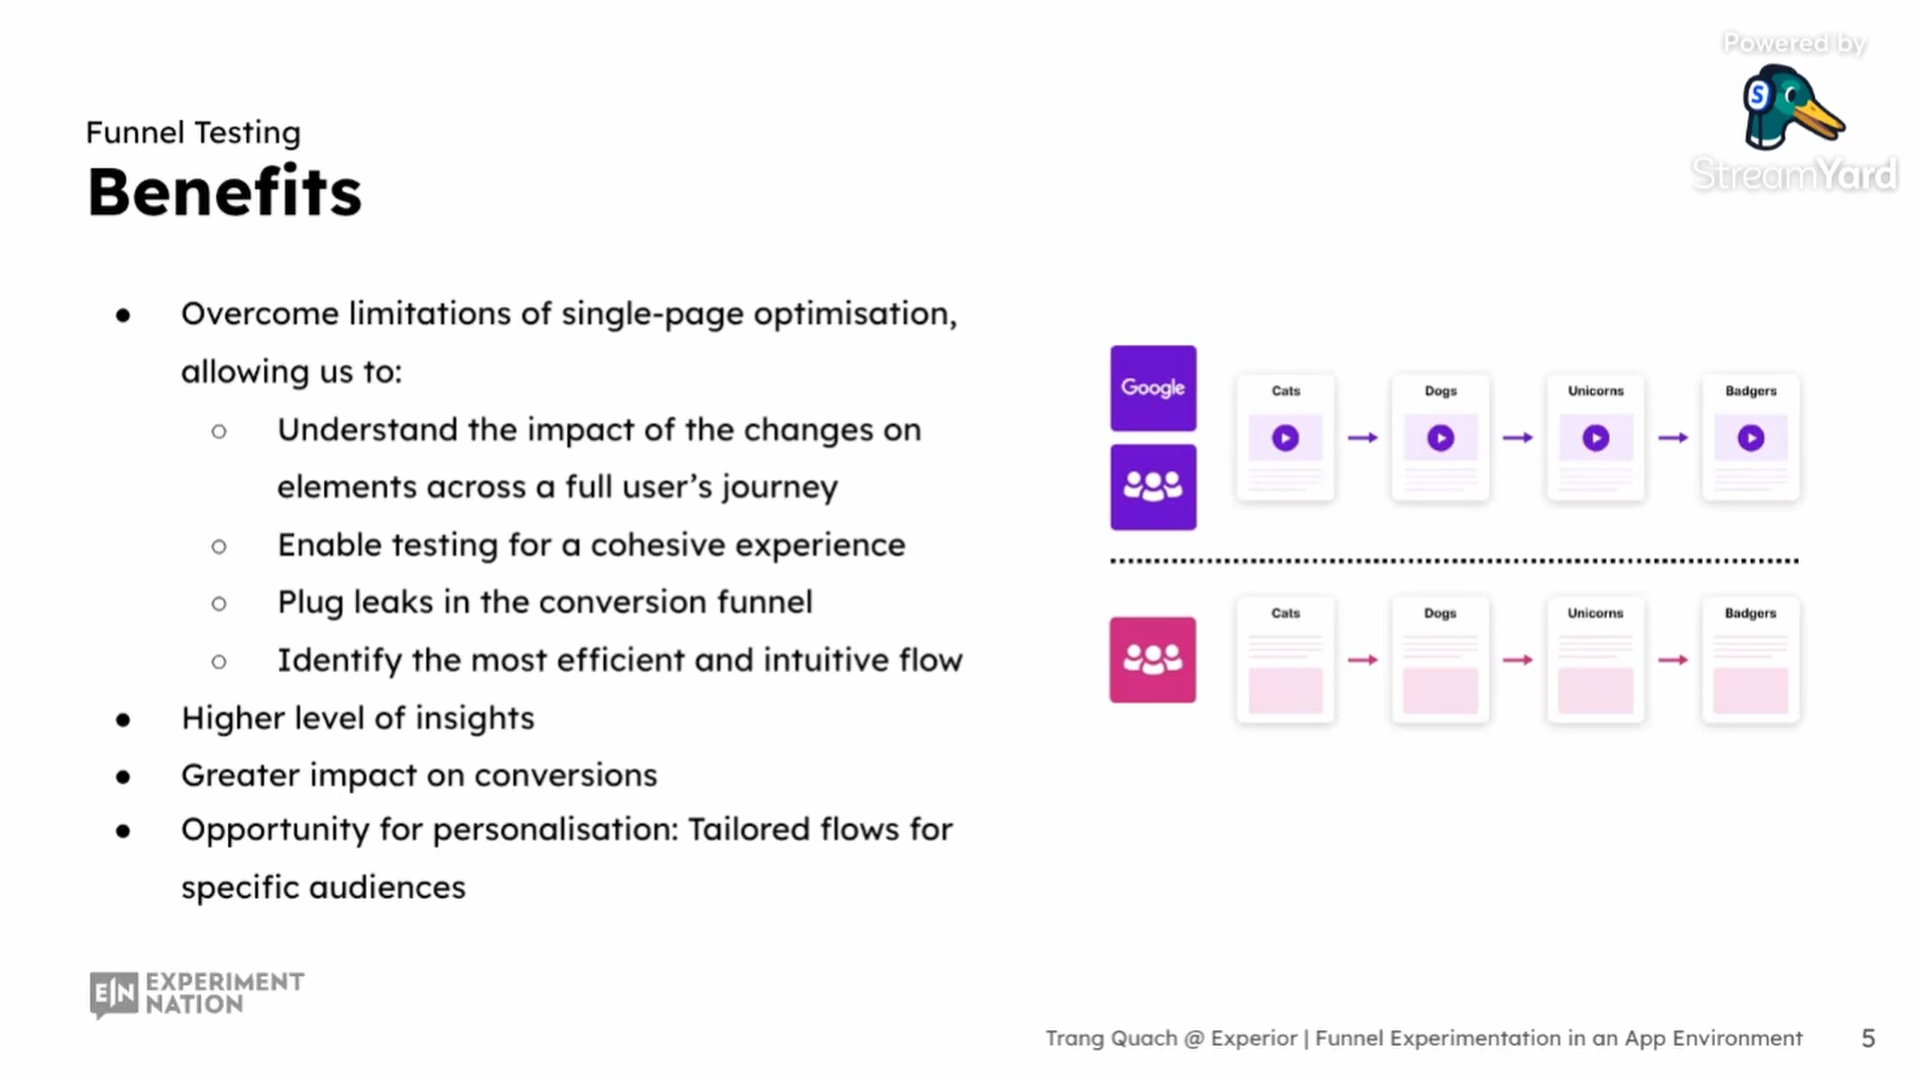 Powered by
S
StreamYard
Funnel Testing
Benefits
● Overcome limitations of single-page optimisation,
allowing us to:
○ Understand the impact of the changes on
elements across a full user’s journey
○ Enable testing for a cohesive experience
○ Plug leaks in the conversion funnel
○ Identify the most efficient and intuitive flow
● Higher level of insights
● Greater impact on conversions
● Opportunity for personalisation: Tailored flows for
specific audiences
Google
Cats Dogs Unicorns Badgers
Cats Dogs Unicorns Badgers
EN EXPERIMENT
NATION
Trang Quach @ Experior | Funnel Experimentation in an App Environment 5